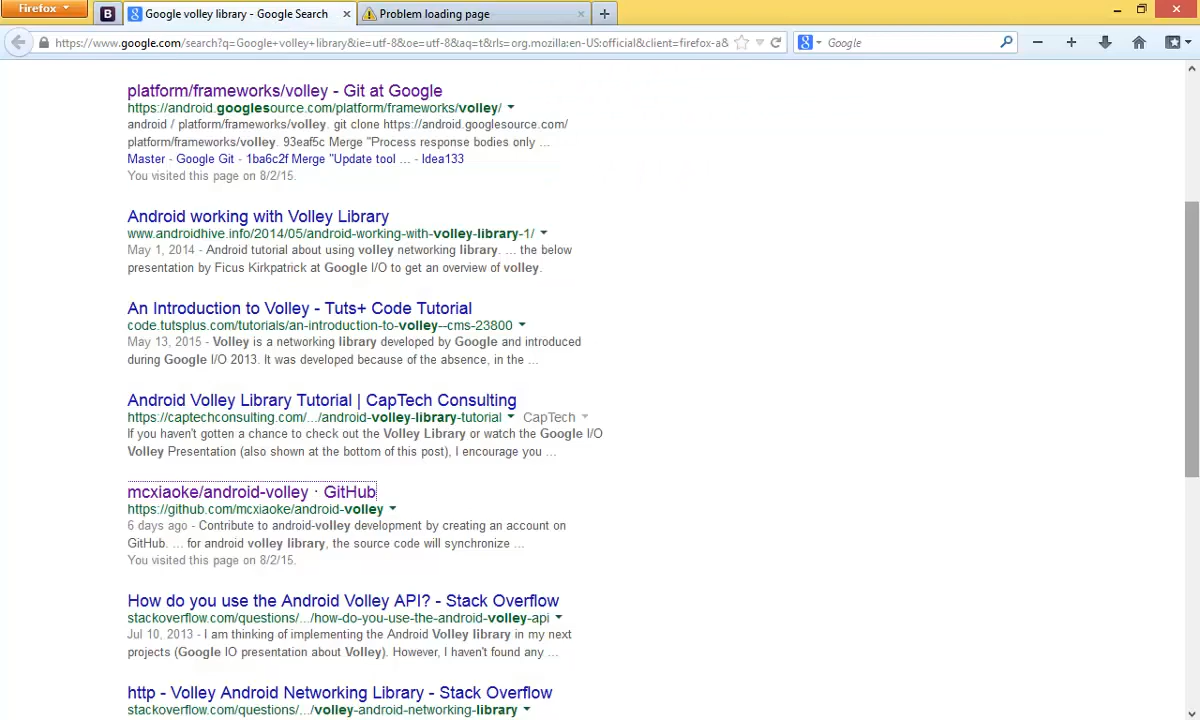 Firefox
B
Google volley library - Google Search
Problem loading page
https://www.google.com/search?q=Google+volley+library&ie=utf-8&oe=utf-8&aq=t&rls=org.mozilla:en-US:official&client=firefox-a&
Google
platform/frameworks/volley - Git at Google
https://android.googlesource.com/platform/frameworks/volley/
android / platform/frameworks/volley. git clone https://android.googlesource.com/
platform/frameworks/volley. 93eaf5c Merge "Process response bodies only ...
Master - Google Git - 1ba6c2f Merge "Update tool ... - Idea133
You visited this page on 8/2/15.
Android working with Volley Library
www.androidhive.info/2014/05/android-working-with-volley-library-1/
May 1, 2014 - Android tutorial about using volley networking library. ... the below
presentation by Ficus Kirkpatrick at Google I/O to get an overview of volley.
An Introduction to Volley - Tuts+ Code Tutorial
code.tutsplus.com/tutorials/an-introduction-to-volley--cms-23800
May 13, 2015 - Volley is a networking library developed by Google and introduced
during Google I/O 2013. It was developed because of the absence, in the ...
Android Volley Library Tutorial | CapTech Consulting
https://captechconsulting.com/.../android-volley-library-tutorial CapTech
If you haven't gotten a chance to check out the Volley Library or watch the Google I/O
Volley Presentation (also shown at the bottom of this post), I encourage you ...
mcxiaoke/android-volley · GitHub
https://github.com/mcxiaoke/android-volley
6 days ago - Contribute to android-volley development by creating an account on
GitHub. ... for android volley library, the source code will synchronize ...
You visited this page on 8/2/15.
How do you use the Android Volley API? - Stack Overflow
stackoverflow.com/questions/.../how-do-you-use-the-android-volley-api
Jul 10, 2013 - I am thinking of implementing the Android Volley library in my next
projects (Google IO presentation about Volley). However, I haven't found any ...
http - Volley Android Networking Library - Stack Overflow
stackoverflow.com/questions/.../volley-android-networking-library